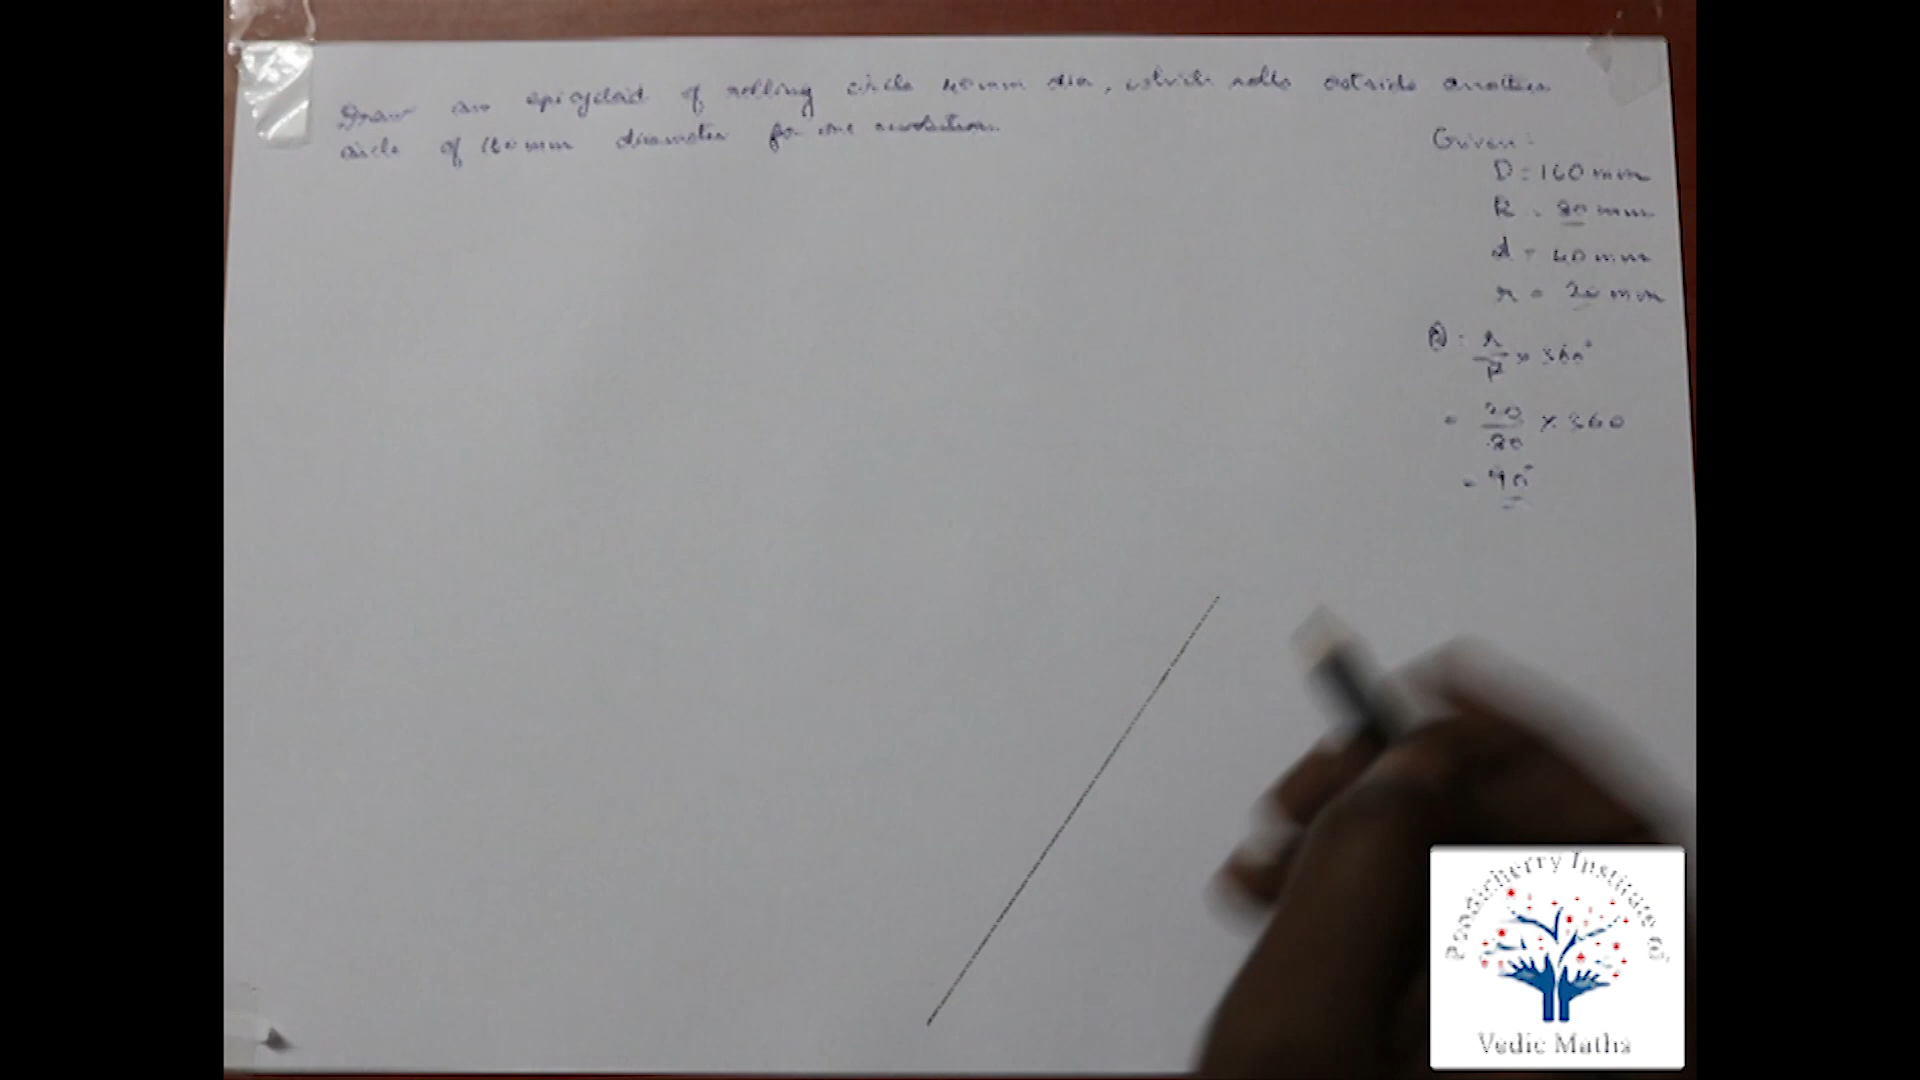 Draw an epicycloid of rolling circle 40mm dia, which rolls outside another
circle of 160mm diameter for one revolution.
Given:
D = 160 mm
R = 80 mm
d = 40 mm
r = 20 mm
θ = r/R × 360°
= 20/80 × 360
= 90°
Pondicherry Institute of
Vedic Maths